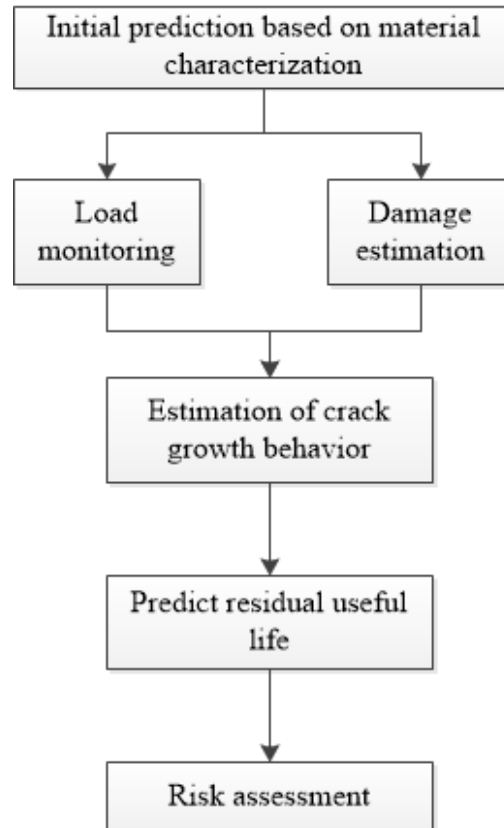 Initial prediction based on material
characterization
Load
monitoring
Damage
estimation
Estimation of crack
growth behavior
Predict residual useful
life
Risk assessment